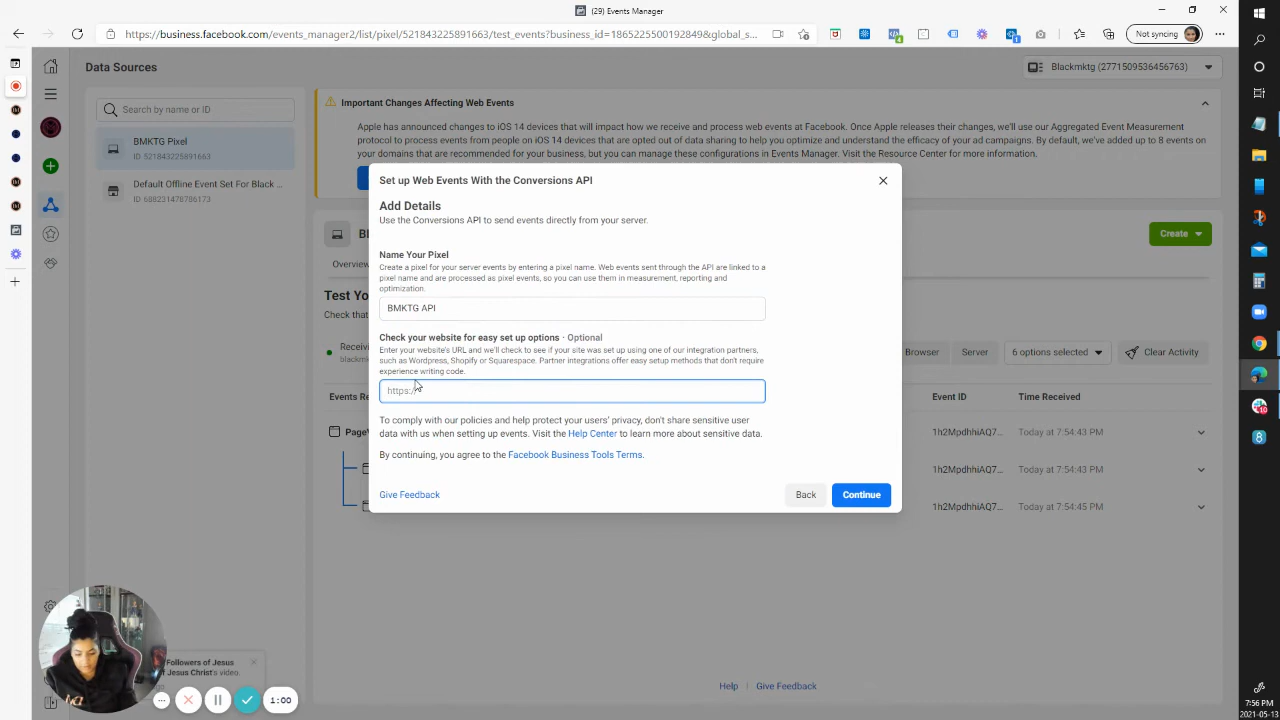 (29) Events Manager
https://business.facebook.com/events_manager2/list/pixel/521843225891663/test_events?business_id=1865225500192849&global_s...
Not syncing
Data Sources
Blackmktg (2771509536456763)
Search by name or ID
BMKTG Pixel
ID: 521843225891663
Default Offline Event Set For Black ...
ID: 688231478786173
Important Changes Affecting Web Events
Apple has announced changes to iOS 14 devices that will impact how we receive and process web events at Facebook. Once Apple releases their changes, we'll use our Aggregated Event Measurement
protocol to process events from people on iOS 14 devices that are opted out of data sharing to help you optimize and understand the efficacy of your ad campaigns. By default, we've added up to 8 events on
your domains that are recommended for your business, but you can manage these configurations in Events Manager. Visit the Resource Center for more information.
Set up Web Events With the Conversions API
Add Details
Use the Conversions API to send events directly from your server.
Name Your Pixel
Create a pixel for your server events by entering a pixel name. Web events sent through the API are linked to a
pixel name and are processed as pixel events, so you can use them in measurement, reporting and
optimization.
BMKTG API
Check your website for easy set up options · Optional
Enter your website's URL and we'll check to see if your site was set up using one of our integration partners,
such as Wordpress, Shopify or Squarespace. Partner integrations offer easy setup methods that don't require
experience writing code.
https://
To comply with our policies and help protect your users' privacy, don't share sensitive user
data with us when setting up events. Visit the Help Center to learn more about sensitive data.
By continuing, you agree to the Facebook Business Tools Terms.
Give Feedback
Back
Continue
Create
Overview
Test Yo
Check that
Receivi
blackm
Browser
Server
6 options selected
Clear Activity
Events Re
Event ID
Time Received
PageV
1h2MpdhhiAQ7...
Today at 7:54:43 PM
1h2MpdhhiAQ7...
Today at 7:54:43 PM
1h2MpdhhiAQ7...
Today at 7:54:45 PM
Followers of Jesus
of Jesus Christ's video.
1:00
Help
Give Feedback
7:56 PM
2021-05-13